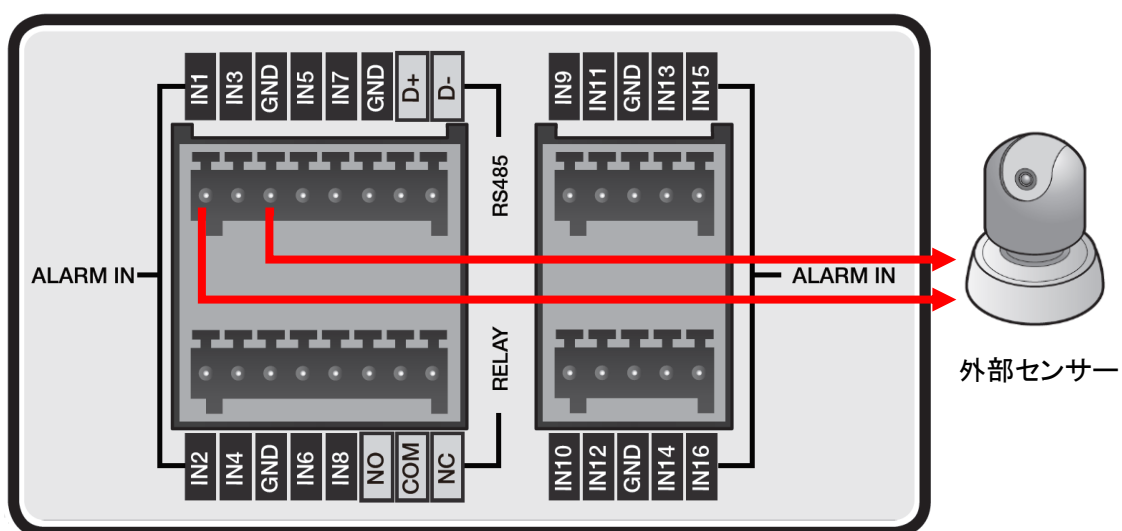 IN1 IN3 GND IN5 IN7 GND D+ D-
IN9 IN11 GND IN13 IN15
RS485
ALARM IN
ALARM IN
RELAY
外部センサー
IN2 IN4 GND IN6 IN8 NO COM NC
IN10 IN12 GND IN14 IN16